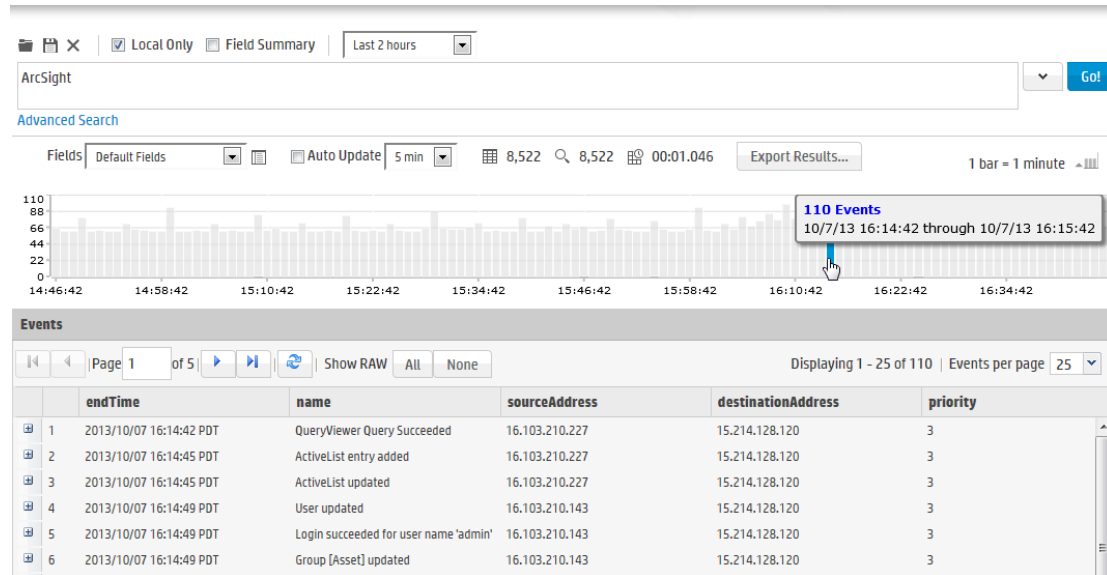 Local Only Field Summary Last 2 hours
ArcSight
Go!
Advanced Search
Fields Default Fields Auto Update 5 min 8,522 8,522 00:01.046 Export Results... 1 bar = 1 minute
110
88
66
44
22
0
110 Events
10/7/13 16:14:42 through 10/7/13 16:15:42
14:46:42 14:58:42 15:10:42 15:22:42 15:34:42 15:46:42 15:58:42 16:10:42 16:22:42 16:34:42
Events
Page 1 of 5 Show RAW All None Displaying 1 - 25 of 110 | Events per page 25
endTime name sourceAddress destinationAddress priority
1 2013/10/07 16:14:42 PDT QueryViewer Query Succeeded 16.103.210.227 15.214.128.120 3
2 2013/10/07 16:14:45 PDT ActiveList entry added 16.103.210.227 15.214.128.120 3
3 2013/10/07 16:14:45 PDT ActiveList updated 16.103.210.227 15.214.128.120 3
4 2013/10/07 16:14:49 PDT User updated 16.103.210.143 15.214.128.120 3
5 2013/10/07 16:14:49 PDT Login succeeded for user name 'admin' 16.103.210.143 15.214.128.120 3
6 2013/10/07 16:14:49 PDT Group [Asset] updated 16.103.210.143 15.214.128.120 3